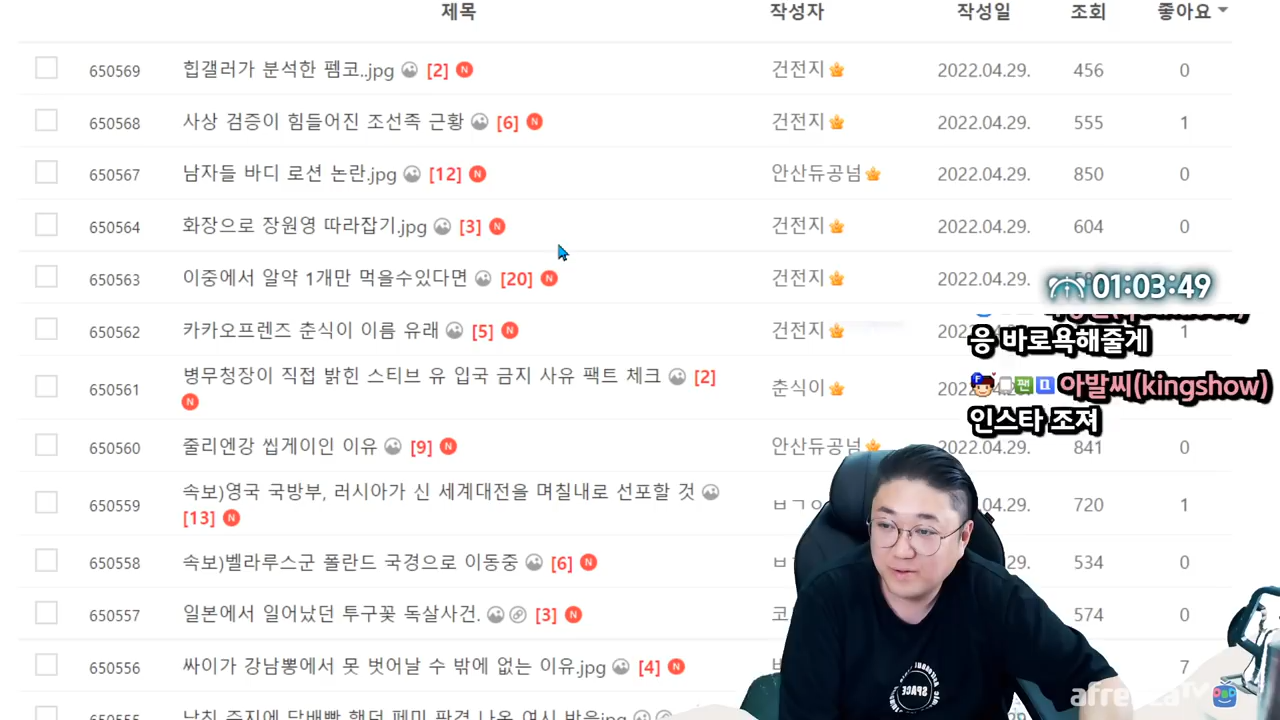 제목 작성자 작성일 조회 좋아요
650569 힙갤러가 분석한 펨코..jpg [2] N 건전지 2022.04.29. 456 0
650568 사상 검증이 힘들어진 조선족 근황 [6] N 건전지 2022.04.29. 555 1
650567 남자들 바디 로션 논란.jpg [12] N 안산듀공넘 2022.04.29. 850 0
650564 화장으로 장원영 따라잡기.jpg [3] N 건전지 2022.04.29. 604 0
650563 이중에서 알약 1개만 먹을수있다면 [20] N 건전지 2022.04.29.
01:03:49
650562 카카오프렌즈 춘식이 이름 유래 [5] N 건전지 1
응 바로욕해줄게
650561 병무청장이 직접 밝힌 스티브 유 입국 금지 사유 팩트 체크 [2]
N
춘식이
F 팬 아발씨(kingshow)
인스타 조져
650560 줄리엔강 씹게이인 이유 [9] N 안산듀공넘 2022.04.29. 841 0
650559 속보)영국 국방부, 러시아가 신 세계대전을 며칠내로 선포할 것
[13] N
ㅂㄱㅇ 04.29. 720 1
650558 속보)벨라루스군 폴란드 국경으로 이동중 [6] N 29. 534 0
650557 일본에서 일어났던 투구꽃 독살사건. [3] N 코 574 0
650556 싸이가 강남뽕에서 못 벗어날 수 밖에 없는 이유.jpg [4] N 7
SPACE
afreecaTV